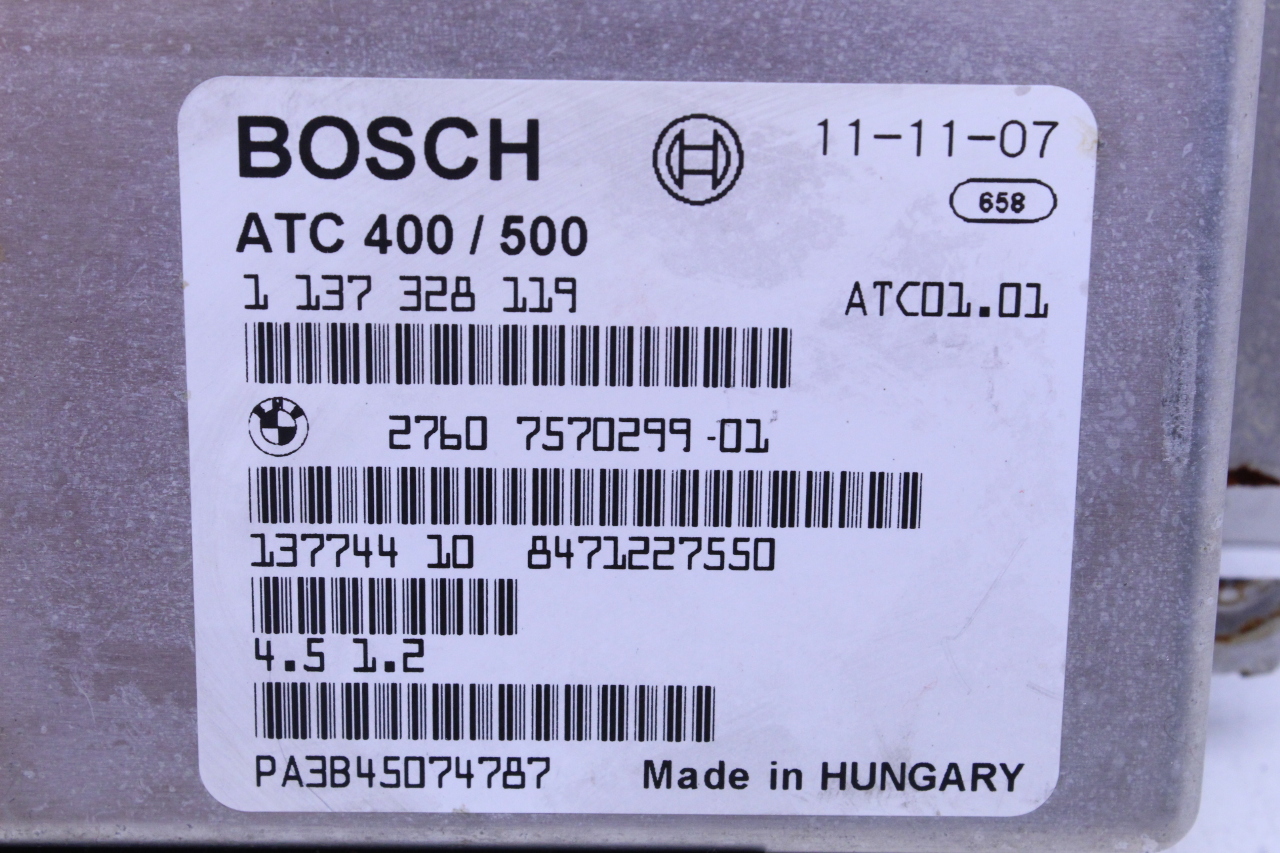 BOSCH
11-11-07
658
ATC 400 / 500
1 137 328 119
ATC01.01
2760 7570299 -01
137744 10 8471227550
4.5 1.2
PA3B45074787
Made in HUNGARY